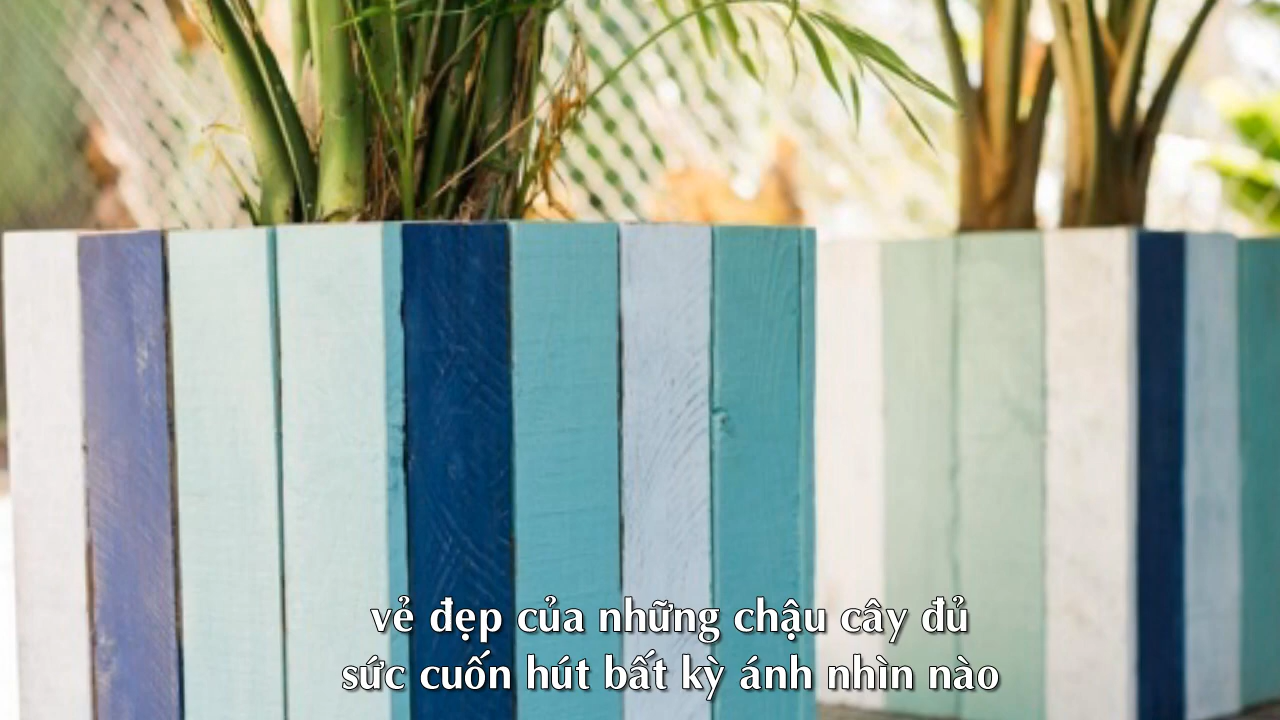 vẻ đẹp của những chậu cây đủ
sức cuốn hút bất kỳ ánh nhìn nào